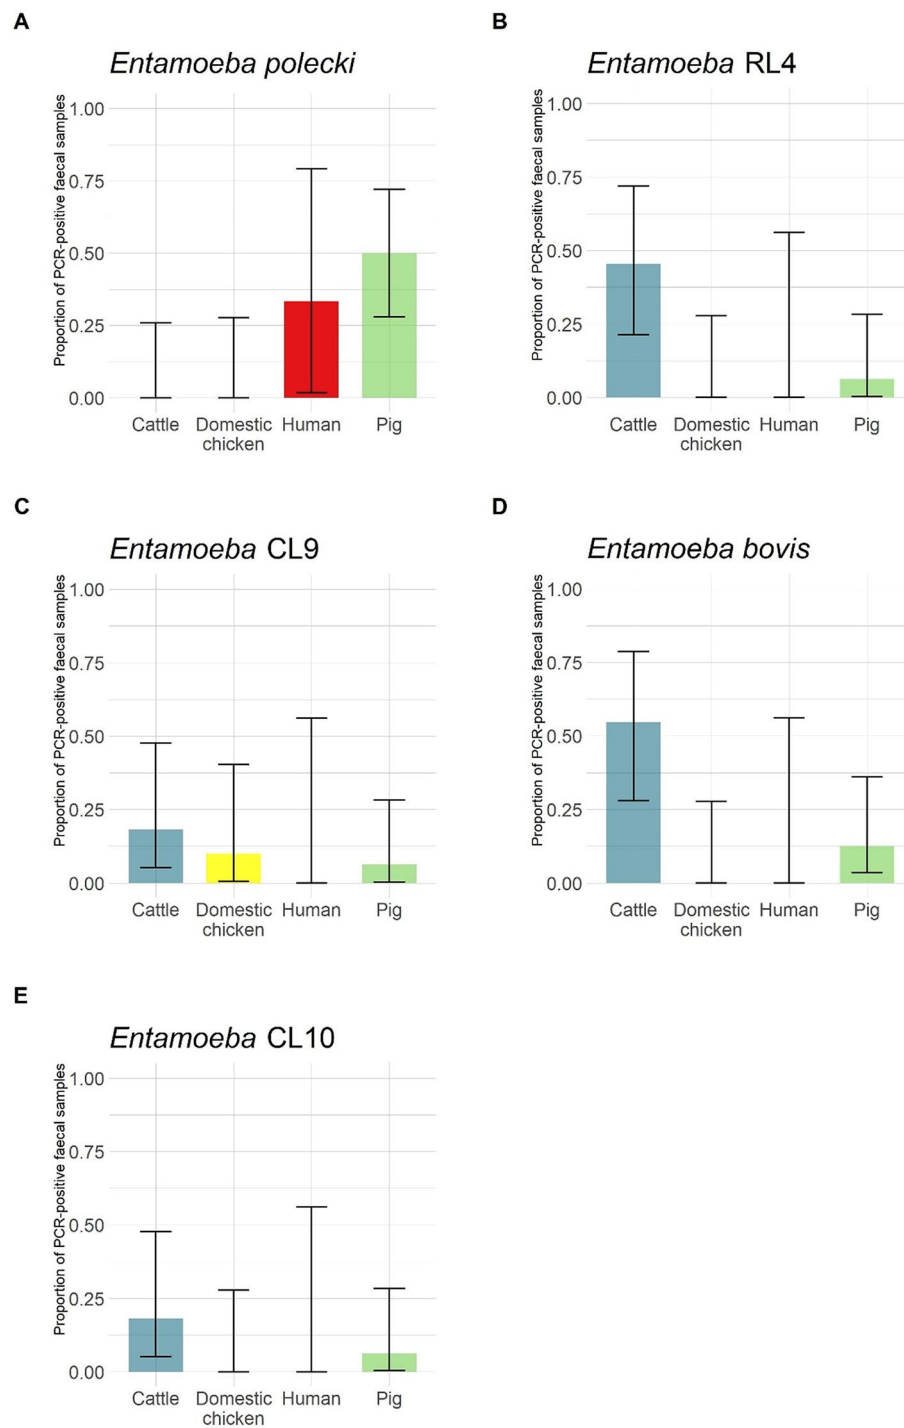 A
Entamoeba polecki
Proportion of PCR-positive faecal samples
1.00
0.75
0.50
0.25
0.00
Cattle
Domestic
chicken
Human
Pig
B
Entamoeba RL4
Proportion of PCR-positive faecal samples
1.00
0.75
0.50
0.25
0.00
Cattle
Domestic
chicken
Human
Pig
C
Entamoeba CL9
Proportion of PCR-positive faecal samples
1.00
0.75
0.50
0.25
0.00
Cattle
Domestic
chicken
Human
Pig
D
Entamoeba bovis
Proportion of PCR-positive faecal samples
1.00
0.75
0.50
0.25
0.00
Cattle
Domestic
chicken
Human
Pig
E
Entamoeba CL10
Proportion of PCR-positive faecal samples
1.00
0.75
0.50
0.25
0.00
Cattle
Domestic
chicken
Human
Pig